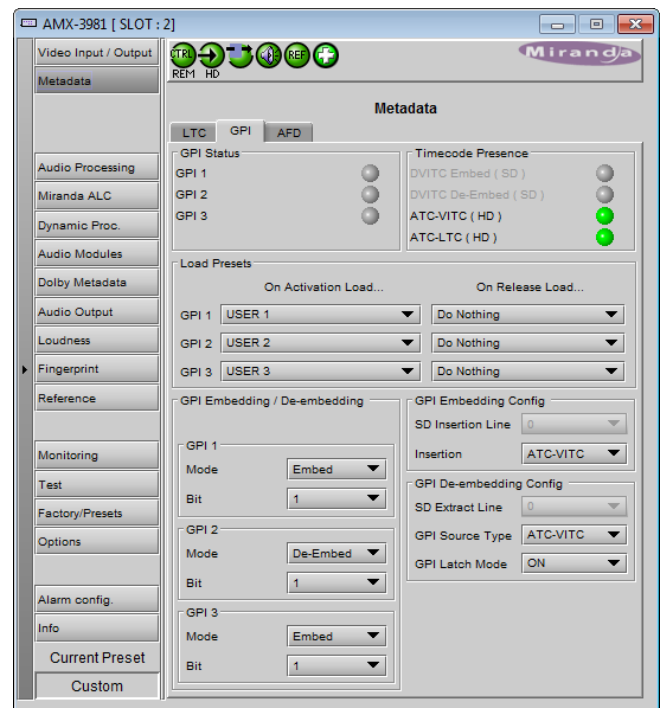 AMX-3981 [ SLOT : 2]
Video Input / Output
Metadata
Audio Processing
Miranda ALC
Dynamic Proc.
Audio Modules
Dolby Metadata
Audio Output
Loudness
Fingerprint
Reference
Monitoring
Test
Factory/Presets
Options
Alarm config.
Info
Current Preset
Custom
CTRL REF
REM HD
Miranda
Metadata
LTC GPI AFD
GPI Status
GPI 1
GPI 2
GPI 3
Timecode Presence
DVITC Embed ( SD )
DVITC De-Embed ( SD )
ATC-VITC ( HD )
ATC-LTC ( HD )
Load Presets
On Activation Load... On Release Load...
GPI 1 USER 1 Do Nothing
GPI 2 USER 2 Do Nothing
GPI 3 USER 3 Do Nothing
GPI Embedding / De-embedding
GPI 1
Mode Embed
Bit 1
GPI 2
Mode De-Embed
Bit 1
GPI 3
Mode Embed
Bit 1
GPI Embedding Config
SD Insertion Line 0
Insertion ATC-VITC
GPI De-embedding Config
SD Extract Line 0
GPI Source Type ATC-VITC
GPI Latch Mode ON